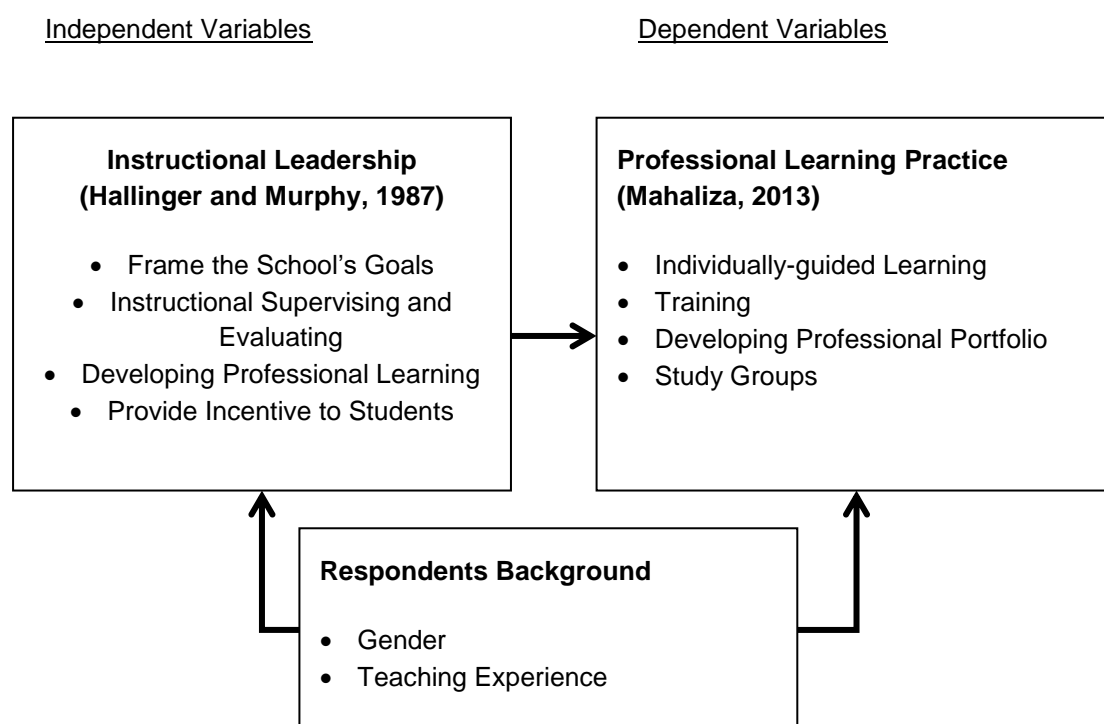 Independent Variables
Dependent Variables
Instructional Leadership
(Hallinger and Murphy, 1987)
• Frame the School’s Goals
• Instructional Supervising and
Evaluating
• Developing Professional Learning
• Provide Incentive to Students
Professional Learning Practice
(Mahaliza, 2013)
• Individually-guided Learning
• Training
• Developing Professional Portfolio
• Study Groups
Respondents Background
• Gender
• Teaching Experience